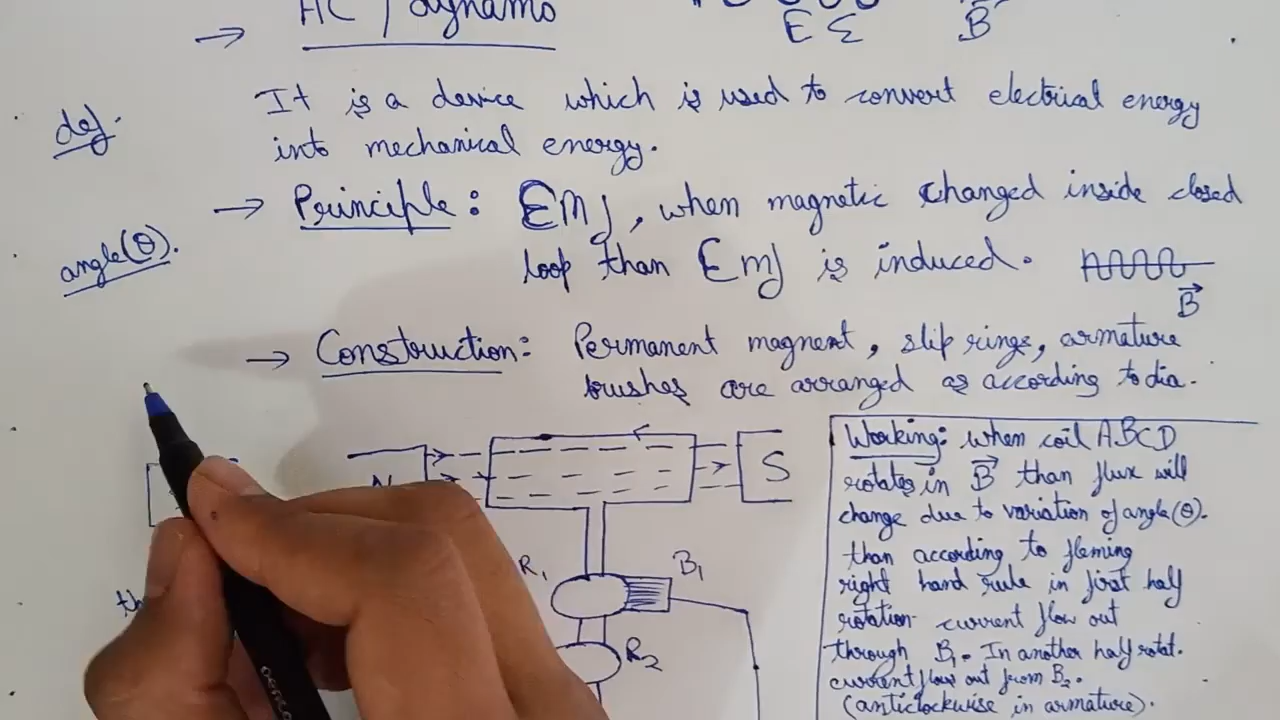 → AC / dynamo
E E B
def.
It is a device which is used to convert electrical energy
into mechanical energy.
→ Principle: EMf, when magnetic changed inside closed
loop than Emf is induced.
B
angle(θ).
→ Construction: Permanent magnent, slip rings, armature
brushes are arranged as according to dia.
N
S
R1
B1
R2
Working: when coil ABCD
rotates in B than flux will
change due to variation of angle(θ).
than according to fleming
right hand rule in first half
rotation current flow out
through B1. In another half rotat.
current flow out from B2.
(anticlockwise in armature).